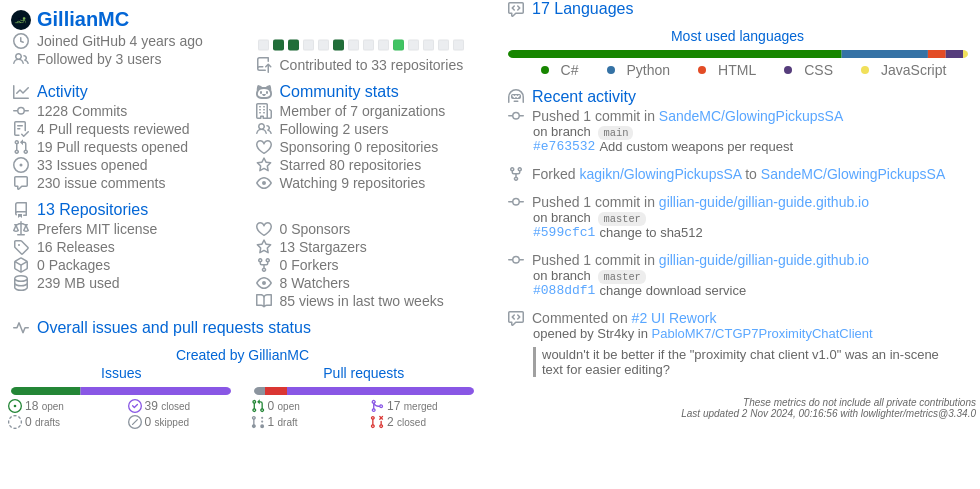 GillianMC
Joined GitHub 4 years ago
Followed by 3 users
Contributed to 33 repositories
Activity
1228 Commits
4 Pull requests reviewed
19 Pull requests opened
33 Issues opened
230 issue comments
Community stats
Member of 7 organizations
Following 2 users
Sponsoring 0 repositories
Starred 80 repositories
Watching 9 repositories
13 Repositories
Prefers MIT license
16 Releases
0 Packages
239 MB used
0 Sponsors
13 Stargazers
0 Forkers
8 Watchers
85 views in last two weeks
Overall issues and pull requests status
Created by GillianMC
Issues
18 open
39 closed
0 drafts
0 skipped
Pull requests
0 open
17 merged
1 draft
2 closed
17 Languages
Most used languages
C# Python HTML CSS JavaScript
Recent activity
Pushed 1 commit in SandeMC/GlowingPickupsSA
on branch main
#e763532 Add custom weapons per request
Forked kagikn/GlowingPickupsSA to SandeMC/GlowingPickupsSA
Pushed 1 commit in gillian-guide/gillian-guide.github.io
on branch master
#599cfc1 change to sha512
Pushed 1 commit in gillian-guide/gillian-guide.github.io
on branch master
#088ddf1 change download service
Commented on #2 UI Rework
opened by Str4ky in PabloMK7/CTGP7ProximityChatClient
wouldn't it be better if the "proximity chat client v1.0" was an in-scene
text for easier editing?
These metrics do not include all private contributions
Last updated 2 Nov 2024, 00:16:56 with lowlighter/metrics@3.34.0